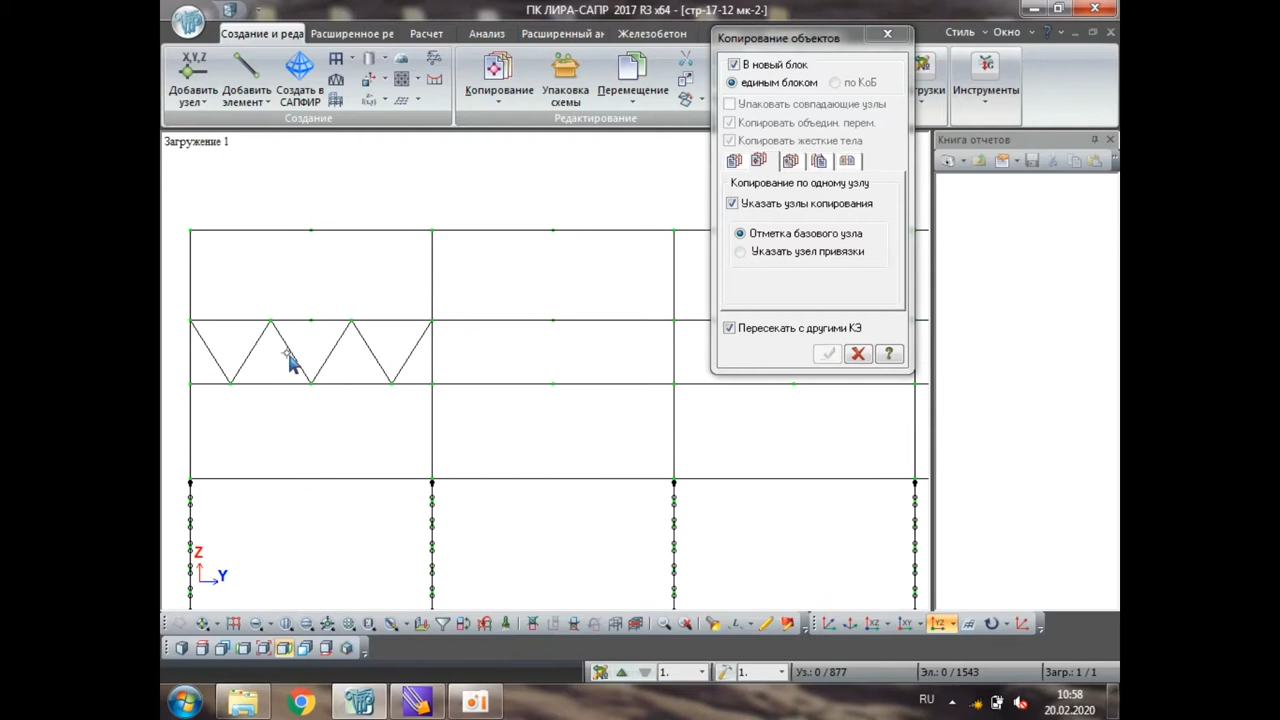 ПК ЛИРА-САПР 2017 R3 x64 - [стр-17-12 мк-2-]
Создание и реда
Расширенное ре
Расчет
Анализ
Расширенный ан
Железобетон
Стиль
Окно
X,Y,Z
Добавить узел
Добавить элемент
Создать в САПФИР
Создание
Копирование
Упаковка схемы
Перемещение
Редактирование
Инструменты
Копирование объектов
В новый блок
единым блоком
по КоБ
Упаковать совпадающие узлы
Копировать объедин. перем.
Копировать жесткие тела
Копирование по одному узлу
Указать узлы копирования
Отметка базового узла
Указать узел привязки
Пересекать с другими КЭ
Загружение 1
Книга отчетов
Z
Y
1.
1.
Уз.: 0 / 877
Эл.: 0 / 1543
Загр.: 1 / 1
RU
10:58
20.02.2020